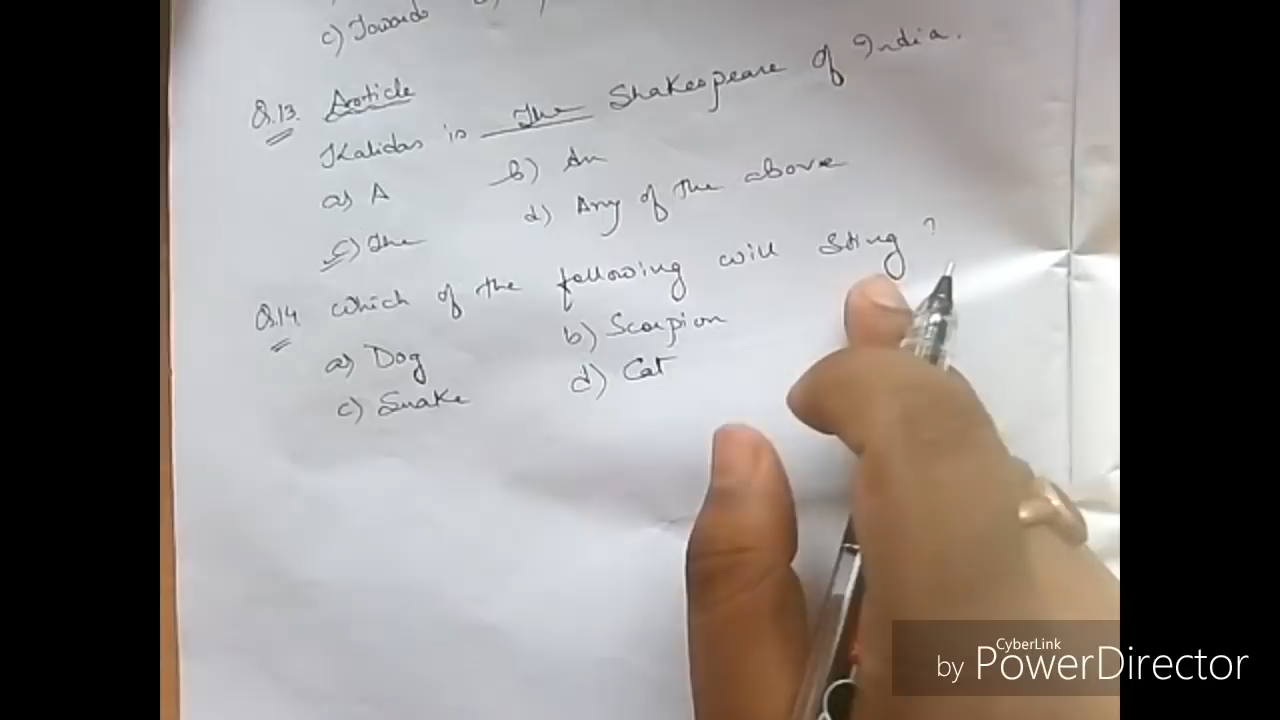 c) Towards
Q.13. Article
Kalidas is The Shakespeare of India.
a) A b) An
c) The d) Any of the above
Q.14 Which of the following will Sting ?
a) Dog b) Scorpion
c) Snake d) Cat
CyberLink
by PowerDirector